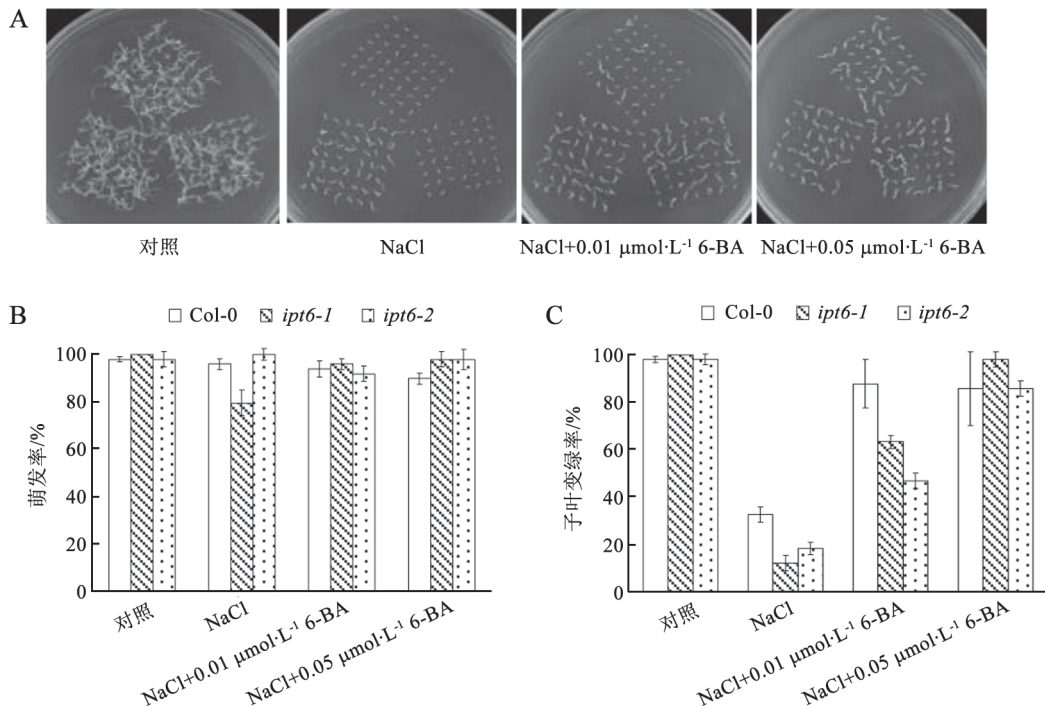 A
对照
NaCl
NaCl+0.01 μmol·L⁻¹ 6-BA
NaCl+0.05 μmol·L⁻¹ 6-BA
B
Col-0
ipt6-1
ipt6-2
萌发率/%
100
80
60
40
20
0
对照
NaCl
NaCl+0.01 μmol·L⁻¹ 6-BA
NaCl+0.05 μmol·L⁻¹ 6-BA
C
Col-0
ipt6-1
ipt6-2
子叶变绿率/%
100
80
60
40
20
0
对照
NaCl
NaCl+0.01 μmol·L⁻¹ 6-BA
NaCl+0.05 μmol·L⁻¹ 6-BA